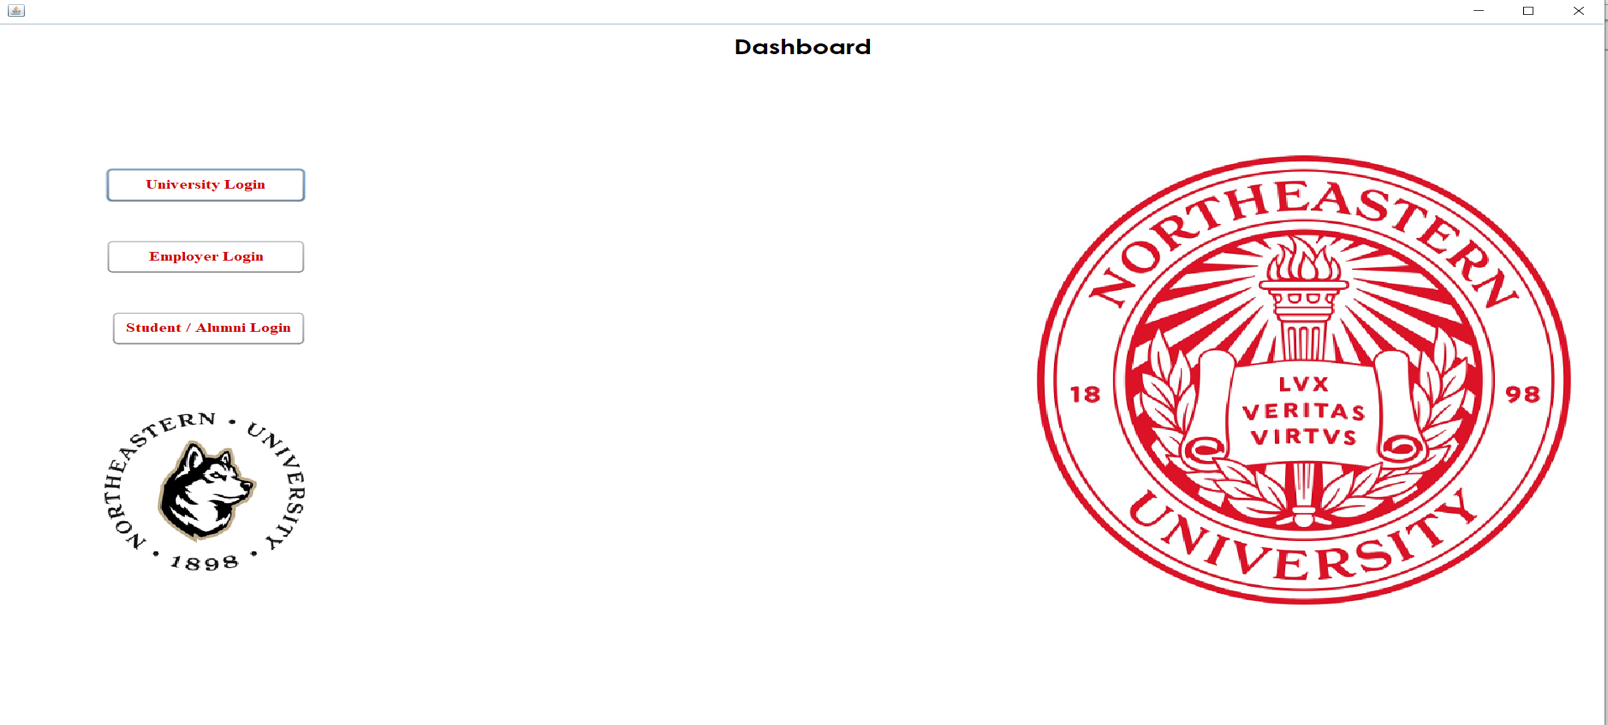 Dashboard
University Login
Employer Login
Student / Alumni Login
NORTHEASTERN • UNIVERSITY
• 1898 •
NORTHEASTERN
18
98
LVX
VERITAS
VIRTVS
UNIVERSITY